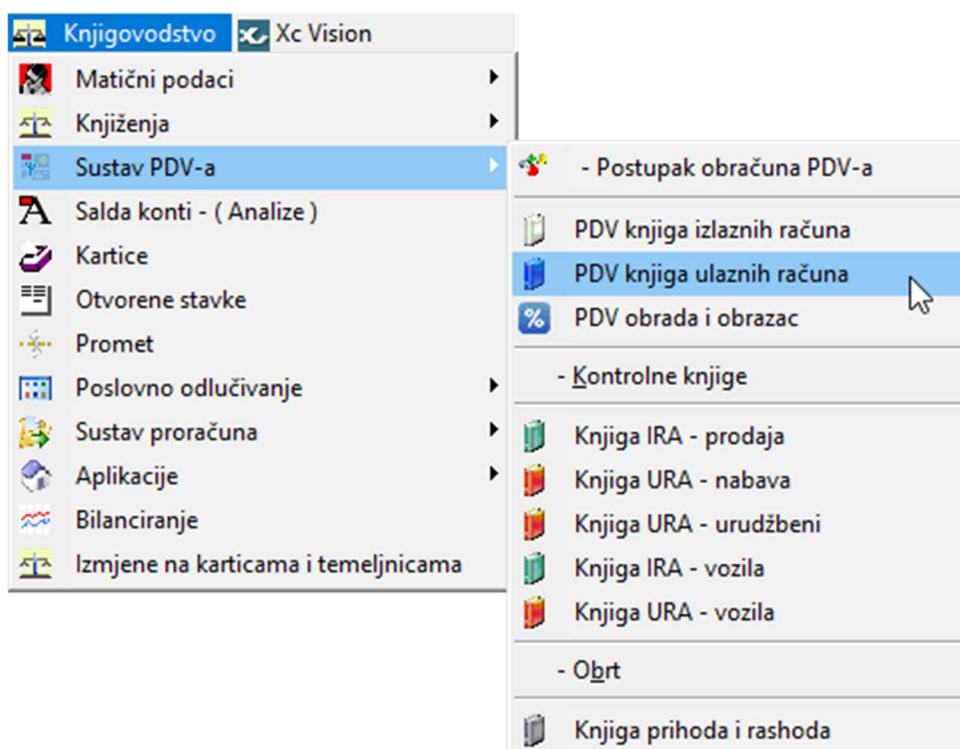 Knjigovodstvo Xc Vision
Matični podaci
Knjiženja
Sustav PDV-a
Salda konti - ( Analize )
Kartice
Otvorene stavke
Promet
Poslovno odlučivanje
Sustav proračuna
Aplikacije
Bilanciranje
Izmjene na karticama i temeljnicama
- Postupak obračuna PDV-a
PDV knjiga izlaznih računa
PDV knjiga ulaznih računa
% PDV obrada i obrazac
- Kontrolne knjige
Knjiga IRA - prodaja
Knjiga URA - nabava
Knjiga URA - urudžbeni
Knjiga IRA - vozila
Knjiga URA - vozila
- Obrt
Knjiga prihoda i rashoda